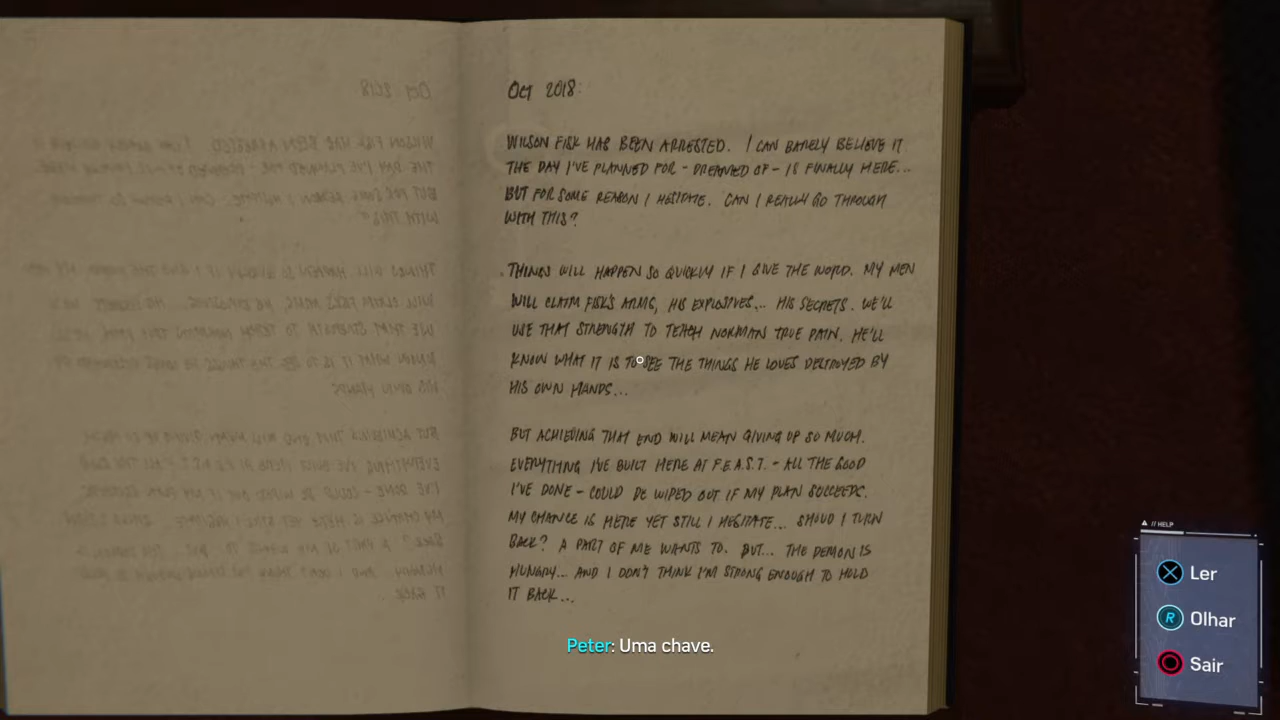 Oct 2018:
WILSON FISK HAS BEEN ARRESTED. I CAN BARELY BELIEVE IT
THE DAY I'VE PLANNED FOR - DREAMED OF - IS FINALLY HERE...
BUT FOR SOME REASON I HESITATE. CAN I REALLY GO THROUGH
WITH THIS?
THINGS WILL HAPPEN SO QUICKLY IF I GIVE THE WORD. MY MEN
WILL CLAIM FISK'S ARMS, HIS EXPLOSIVES... HIS SECRETS. WE'LL
USE THAT STRENGTH TO TEACH NORMAN TRUE PAIN. HE'LL
KNOW WHAT IT IS TO SEE THE THINGS HE LOVES DESTROYED BY
HIS OWN HANDS...
BUT ACHIEVING THAT END WILL MEAN GIVING UP SO MUCH.
EVERYTHING I'VE BUILT HERE AT F.E.A.S.T. - ALL THE GOOD
I'VE DONE - COULD BE WIPED OUT IF MY PLAN SUCCEEDS.
MY CHANCE IS HERE YET STILL I HESITATE... SHOUD I TURN
BACK? A PART OF ME WANTS TO. BUT... THE DEMON IS
HUNGRY... AND I DON'T THINK I'M STRONG ENOUGH TO HOLD
IT BACK...
Peter: Uma chave.
// HELP
Ler
R Olhar
Sair